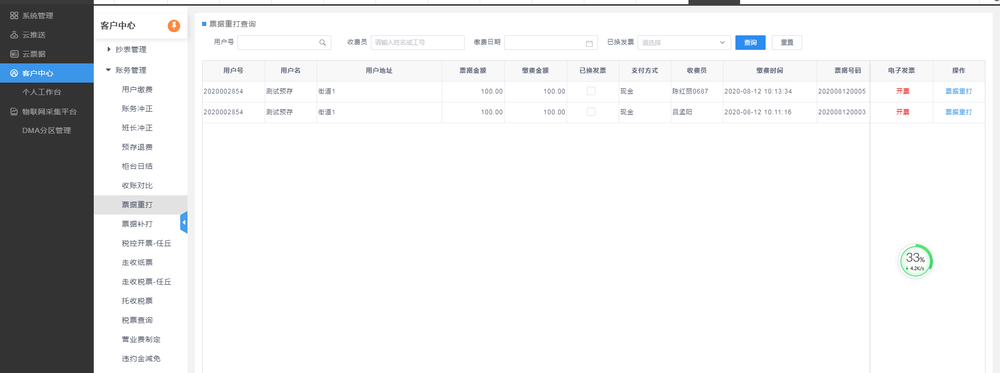 系统管理
云推送
云票据
客户中心
个人工作台
物联网采集平台
DMA分区管理
客户中心
抄表管理
账务管理
用户缴费
账务冲正
班长冲正
预存退费
柜台日结
收账对比
票据重打
票据补打
税控开票-任丘
走收纸票
走收税票-任丘
托收税票
税票查询
营业费制定
违约金减免
票据重打查询
用户号 收费员 请输入姓名或工号 缴费日期 已换发票 请选择 查询 重置
用户号 用户名 用户地址 票据金额 缴费金额 已换发票 支付方式 收费员 缴费时间 票据号码 电子发票 操作
2020002854 测试预存 街道1 100.00 100.00 现金 陈红丽0687 2020-08-12 10:13:34 202008120005 开票 票据重打
2020002854 测试预存 街道1 100.00 100.00 现金 吕孟阳 2020-08-12 10:11:16 202008120003 开票 票据重打
33%
4.2K/s